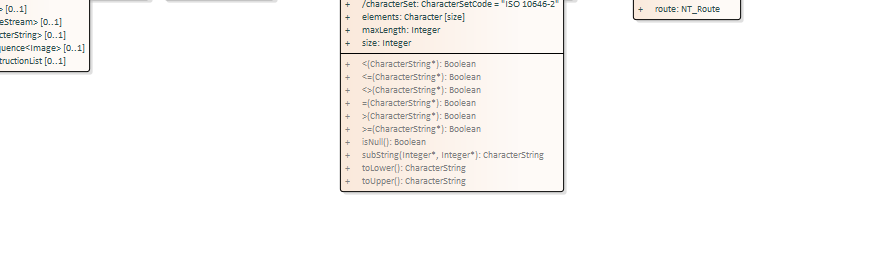 > [0..1]
eStream> [0..1]
cterString> [0..1]
quence<Image> [0..1]
tructionList [0..1]
+ /characterSet: CharacterSetCode = "ISO 10646-2"
+ elements: Character [size]
+ maxLength: Integer
+ size: Integer
+ <(CharacterString*): Boolean
+ <=(CharacterString*): Boolean
+ <>(CharacterString*): Boolean
+ =(CharacterString*): Boolean
+ >(CharacterString*): Boolean
+ >=(CharacterString*): Boolean
+ isNull(): Boolean
+ subString(Integer*, Integer*): CharacterString
+ toLower(): CharacterString
+ toUpper(): CharacterString
+ route: NT_Route